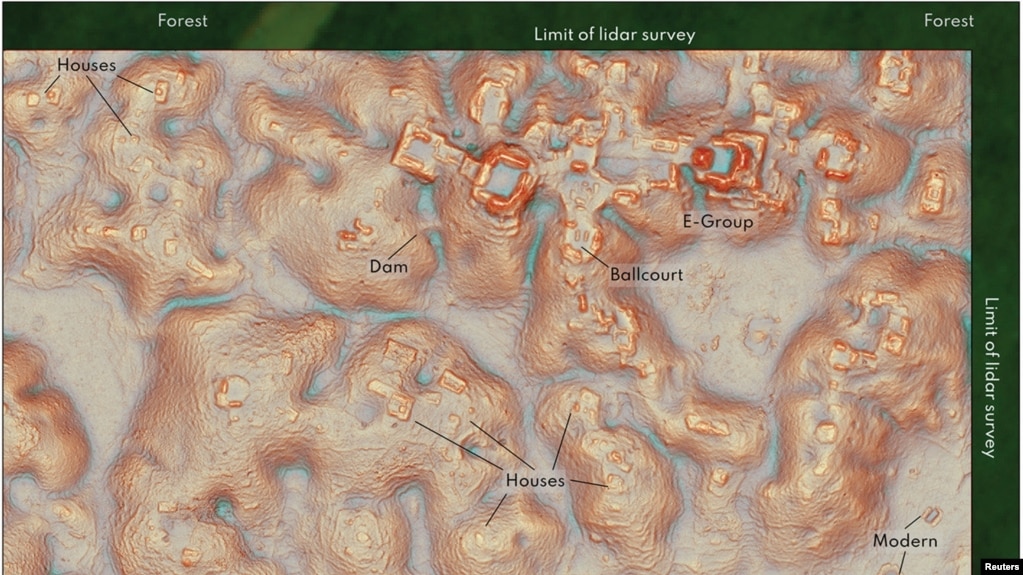 Forest
Limit of lidar survey
Forest
Houses
E-Group
Dam
Ballcourt
Limit of lidar survey
Houses
Modern
Reuters